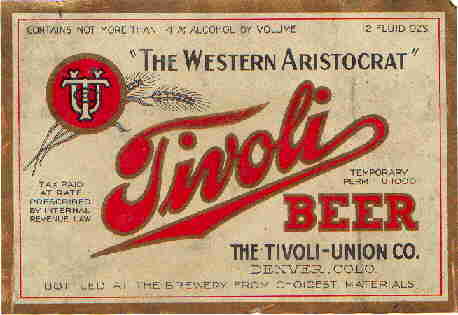 CONTAINS NOT MORE THAN 4 % ALCOHOL BY VOLUME
12 FLUID OZS.
"THE WESTERN ARISTOCRAT"
TU
Tivoli
BEER
TAX PAID
AT RATE
PRESCRIBED
BY INTERNAL
REVENUE LAW
TEMPORARY
PERMIT
THE TIVOLI-UNION CO.
DENVER, COLO.
BOTTLED AT THE BREWERY FROM CHOICEST MATERIALS